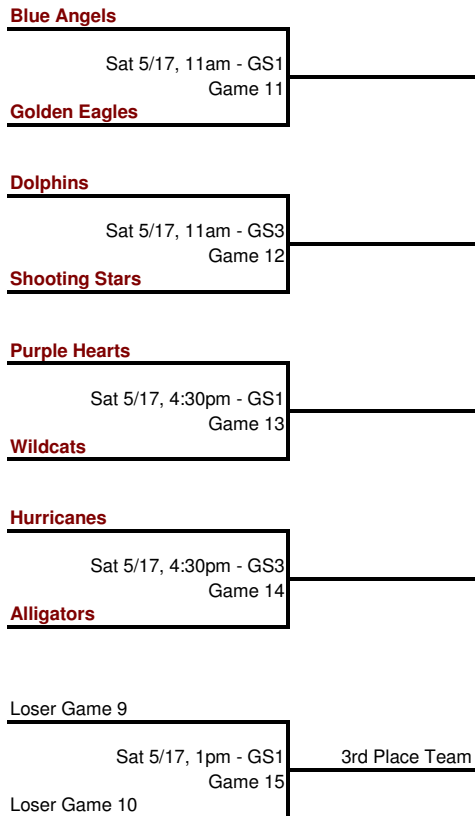 Blue Angels
Sat 5/17, 11am - GS1
Game 11
Golden Eagles
Dolphins
Sat 5/17, 11am - GS3
Game 12
Shooting Stars
Purple Hearts
Sat 5/17, 4:30pm - GS1
Game 13
Wildcats
Hurricanes
Sat 5/17, 4:30pm - GS3
Game 14
Alligators
Loser Game 9
Sat 5/17, 1pm - GS1 3rd Place Team
Game 15
Loser Game 10